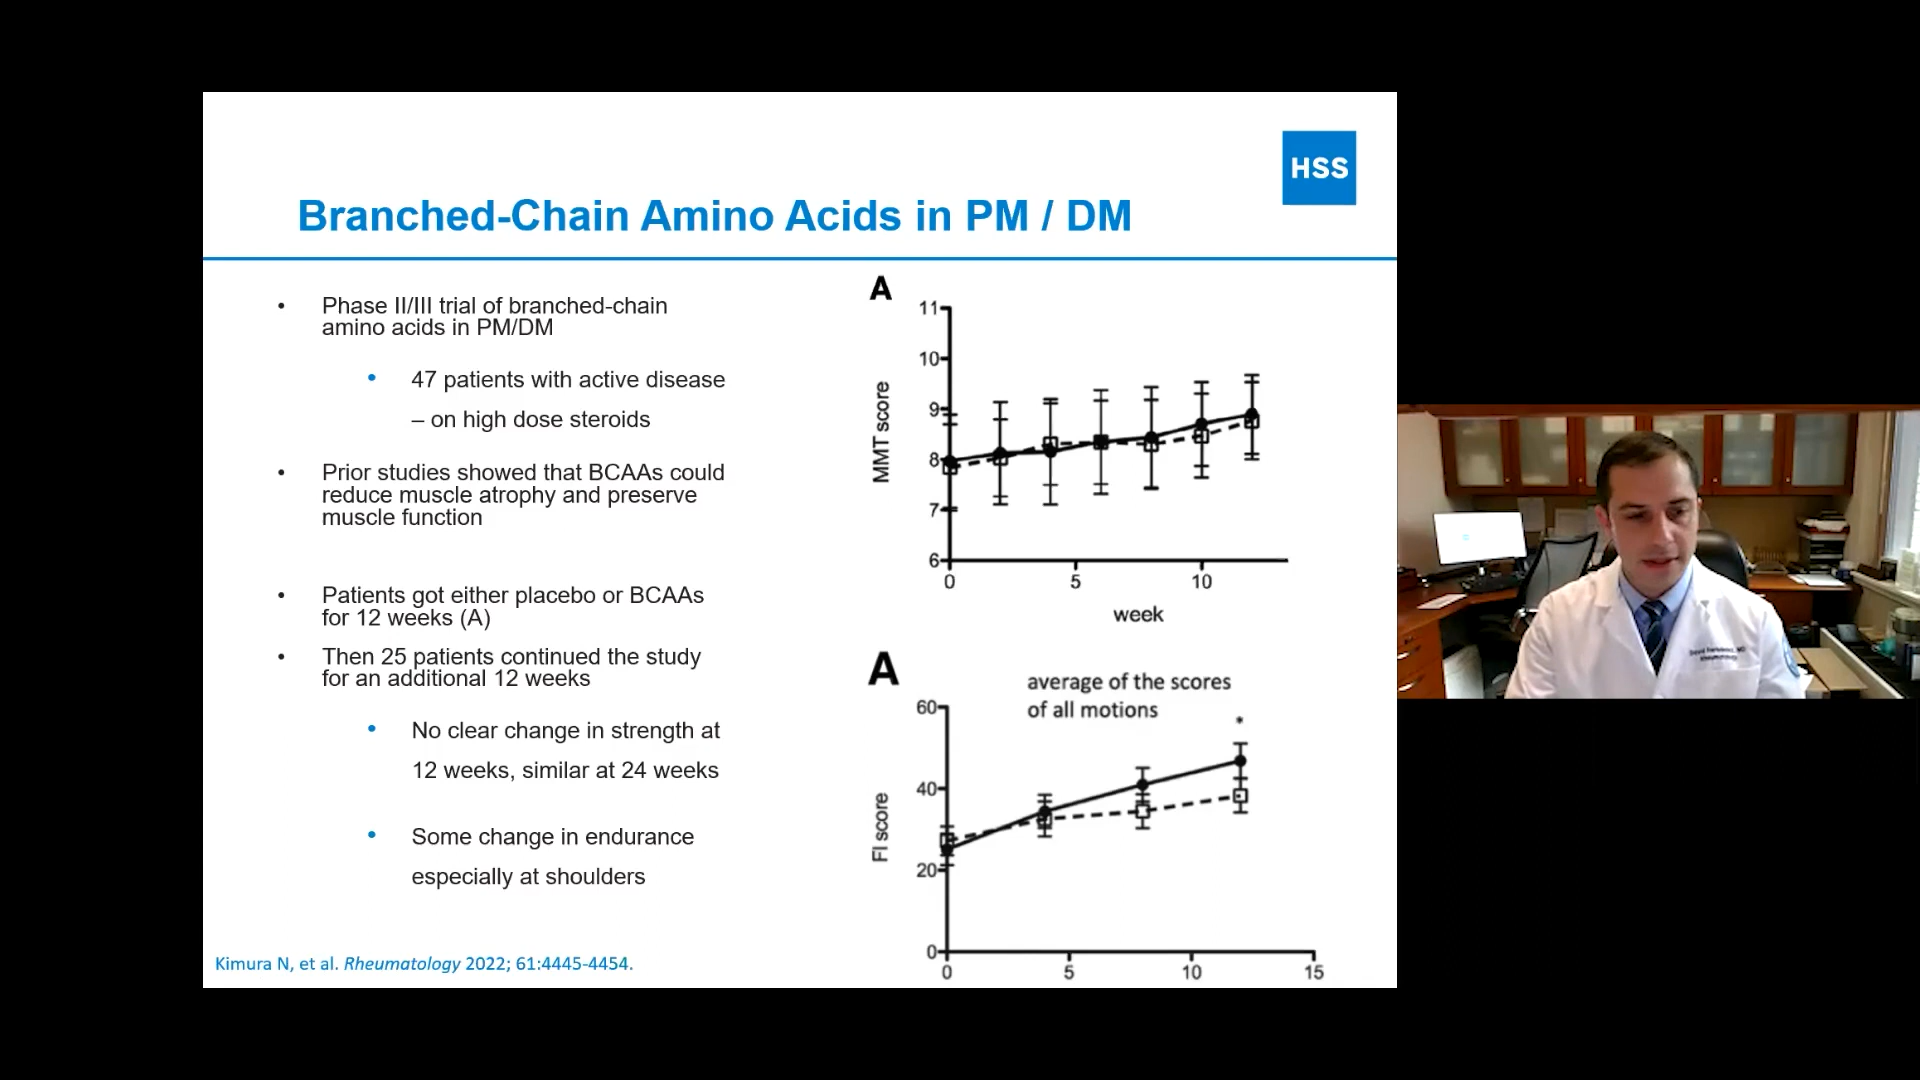 HSS
Branched-Chain Amino Acids in PM / DM
• Phase II/III trial of branched-chain
amino acids in PM/DM
• 47 patients with active disease
– on high dose steroids
• Prior studies showed that BCAAs could
reduce muscle atrophy and preserve
muscle function
• Patients got either placebo or BCAAs
for 12 weeks (A)
• Then 25 patients continued the study
for an additional 12 weeks
• No clear change in strength at
12 weeks, similar at 24 weeks
• Some change in endurance
especially at shoulders
Kimura N, et al. Rheumatology 2022; 61:4445-4454.
A
11
10
9
8
7
6
MMT score
0 5 10
week
A
average of the scores
of all motions
*
60
40
20
0
FI score
0 5 10 15